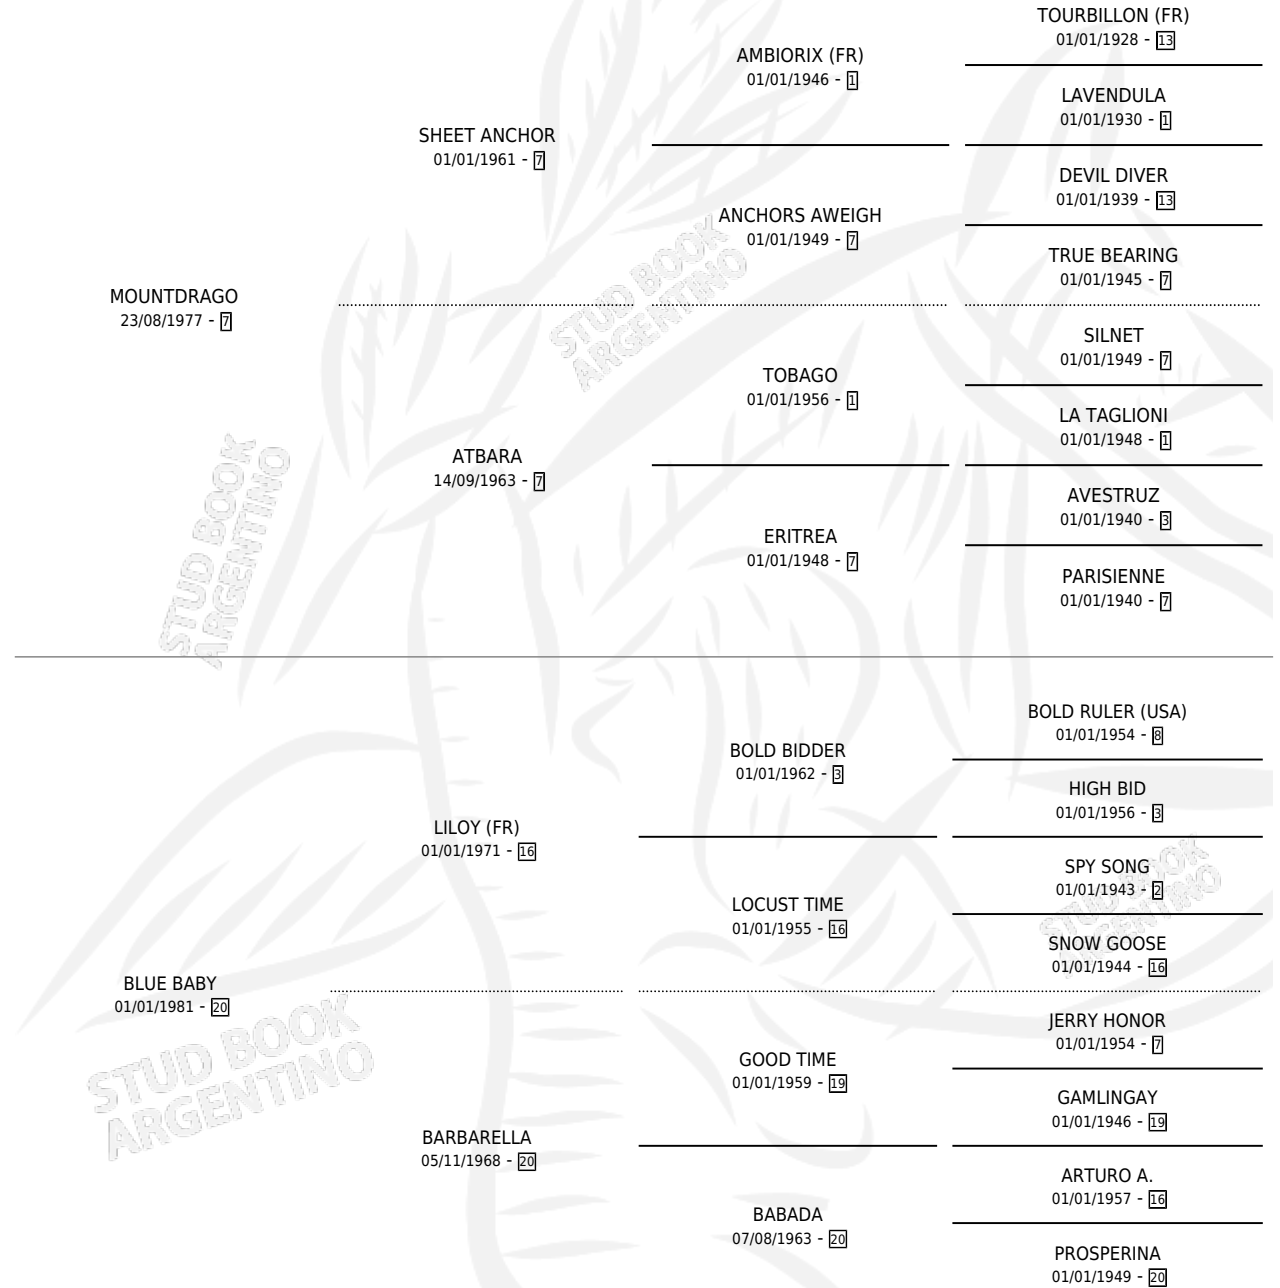 TOURBILLON (FR)
01/01/1928 - 13
AMBIORIX (FR)
01/01/1946 - 1
LAVENDULA
01/01/1930 - 1
SHEET ANCHOR
01/01/1961 - 7
DEVIL DIVER
01/01/1939 - 13
ANCHORS AWEIGH
01/01/1949 - 7
TRUE BEARING
01/01/1945 - 7
MOUNTDRAGO
23/08/1977 - 7
SILNET
01/01/1949 - 7
TOBAGO
01/01/1956 - 1
LA TAGLIONI
01/01/1948 - 1
ATBARA
14/09/1963 - 7
AVESTRUZ
01/01/1940 - 3
ERITREA
01/01/1948 - 7
PARISIENNE
01/01/1940 - 7
STUD BOOK
ARGENTINO
STUD BOOK
ARGENTINO
BOLD RULER (USA)
01/01/1954 - 8
BOLD BIDDER
01/01/1962 - 3
HIGH BID
01/01/1956 - 3
LILOY (FR)
01/01/1971 - 16
SPY SONG
01/01/1943 - 2
LOCUST TIME
01/01/1955 - 16
SNOW GOOSE
01/01/1944 - 16
STUD BOOK
ARGENTINO
BLUE BABY
01/01/1981 - 20
JERRY HONOR
01/01/1954 - 7
GOOD TIME
01/01/1959 - 19
GAMLINGAY
01/01/1946 - 19
BARBARELLA
05/11/1968 - 20
ARTURO A.
01/01/1957 - 16
BABADA
07/08/1963 - 20
PROSPERINA
01/01/1949 - 20
STUD BOOK
ARGENTINO